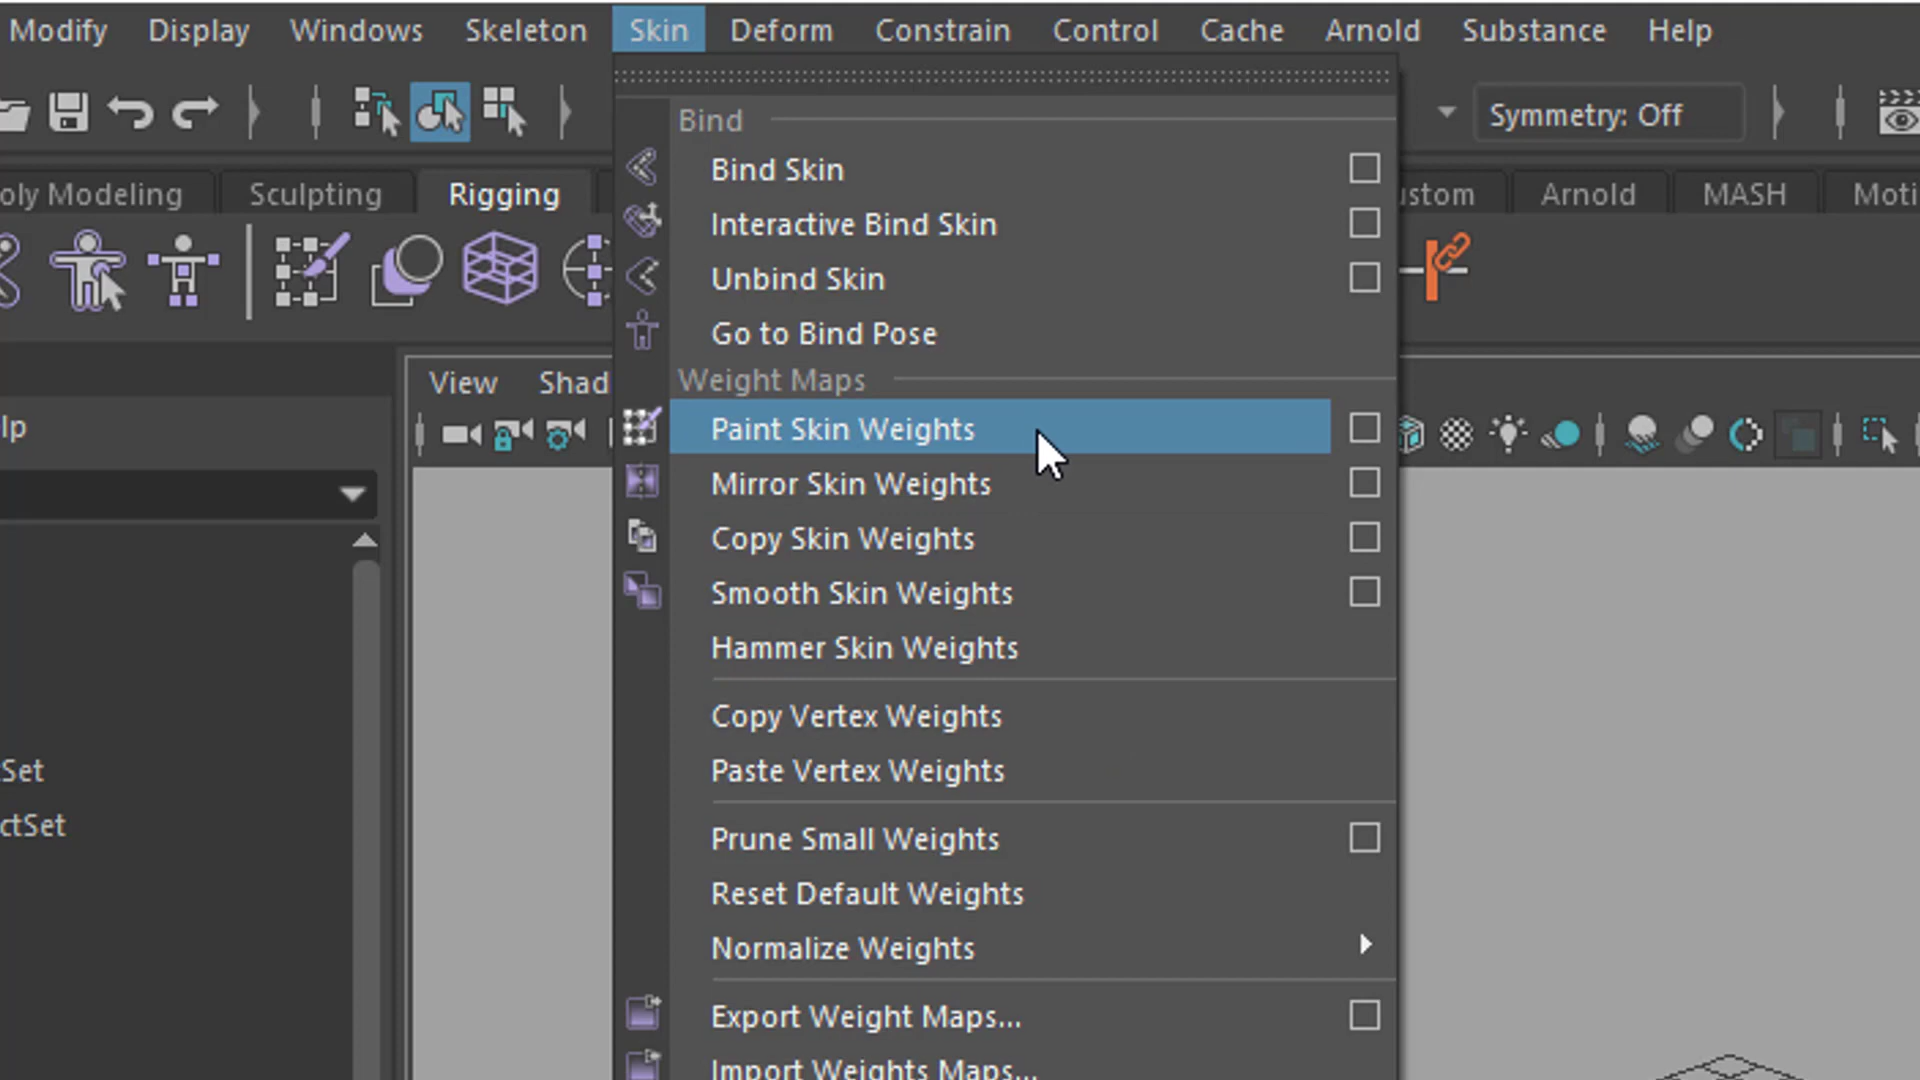 Modify Display Windows Skeleton Skin Deform Constrain Control Cache Arnold Substance Help
Symmetry: Off
oly Modeling Sculpting Rigging ustom Arnold MASH Moti
View Shad
lp
Set
ctSet
Bind
Bind Skin
Interactive Bind Skin
Unbind Skin
Go to Bind Pose
Weight Maps
Paint Skin Weights
Mirror Skin Weights
Copy Skin Weights
Smooth Skin Weights
Hammer Skin Weights
Copy Vertex Weights
Paste Vertex Weights
Prune Small Weights
Reset Default Weights
Normalize Weights
Export Weight Maps...
Import Weights Maps...